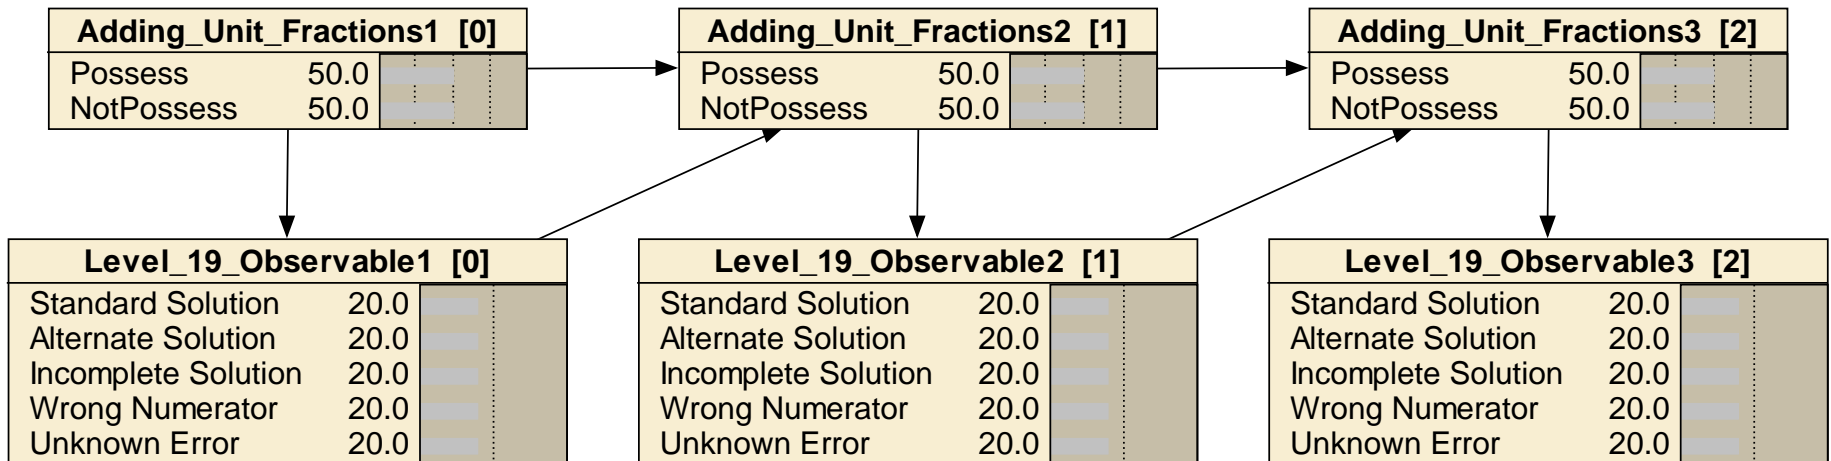 Adding_Unit_Fractions1 [0]
Possess 50.0
NotPossess 50.0
Adding_Unit_Fractions2 [1]
Possess 50.0
NotPossess 50.0
Adding_Unit_Fractions3 [2]
Possess 50.0
NotPossess 50.0
Level_19_Observable1 [0]
Standard Solution 20.0
Alternate Solution 20.0
Incomplete Solution 20.0
Wrong Numerator 20.0
Unknown Error 20.0
Level_19_Observable2 [1]
Standard Solution 20.0
Alternate Solution 20.0
Incomplete Solution 20.0
Wrong Numerator 20.0
Unknown Error 20.0
Level_19_Observable3 [2]
Standard Solution 20.0
Alternate Solution 20.0
Incomplete Solution 20.0
Wrong Numerator 20.0
Unknown Error 20.0